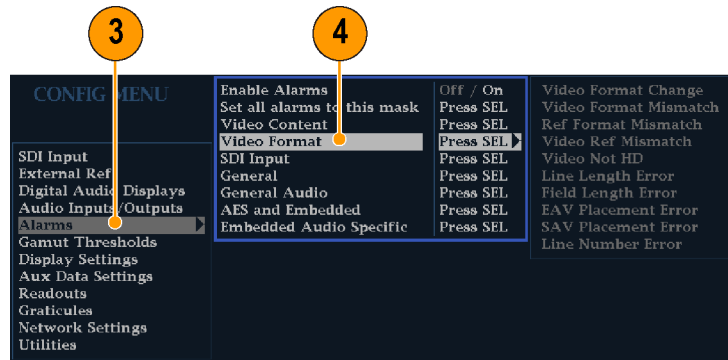 3
4
CONFIG MENU
SDI Input
External Ref
Digital Audio Displays
Audio Inputs/Outputs
Alarms
Gamut Thresholds
Display Settings
Aux Data Settings
Readouts
Graticules
Network Settings
Utilities
Enable Alarms Off / On
Set all alarms to this mask Press SEL
Video Content Press SEL
Video Format Press SEL
SDI Input Press SEL
General Press SEL
General Audio Press SEL
AES and Embedded Press SEL
Embedded Audio Specific Press SEL
Video Format Change
Video Format Mismatch
Ref Format Mismatch
Video Ref Mismatch
Video Not HD
Line Length Error
Field Length Error
EAV Placement Error
SAV Placement Error
Line Number Error